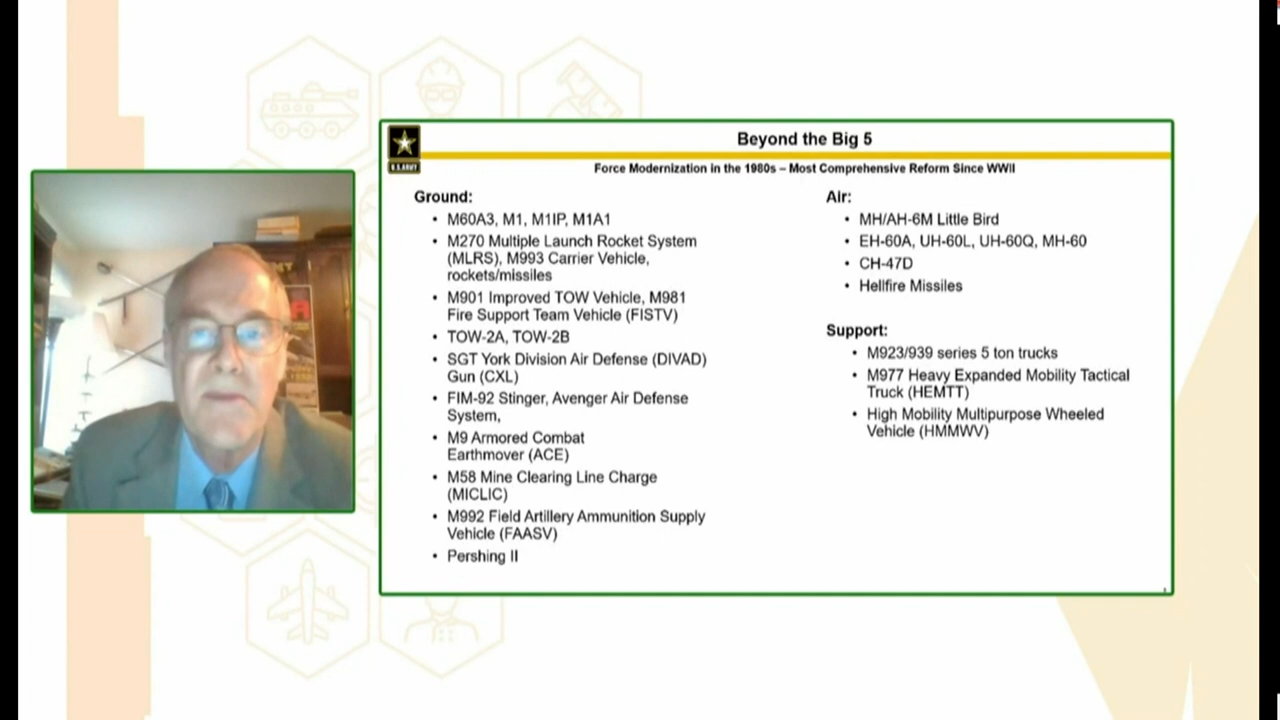 Beyond the Big 5
U.S.ARMY
Force Modernization in the 1980s – Most Comprehensive Reform Since WWII
Ground:
• M60A3, M1, M1IP, M1A1
• M270 Multiple Launch Rocket System
(MLRS), M993 Carrier Vehicle,
rockets/missiles
• M901 Improved TOW Vehicle, M981
Fire Support Team Vehicle (FISTV)
• TOW-2A, TOW-2B
• SGT York Division Air Defense (DIVAD)
Gun (CXL)
• FIM-92 Stinger, Avenger Air Defense
System,
• M9 Armored Combat
Earthmover (ACE)
• M58 Mine Clearing Line Charge
(MICLIC)
• M992 Field Artillery Ammunition Supply
Vehicle (FAASV)
• Pershing II
Air:
• MH/AH-6M Little Bird
• EH-60A, UH-60L, UH-60Q, MH-60
• CH-47D
• Hellfire Missiles
Support:
• M923/939 series 5 ton trucks
• M977 Heavy Expanded Mobility Tactical
Truck (HEMTT)
• High Mobility Multipurpose Wheeled
Vehicle (HMMWV)